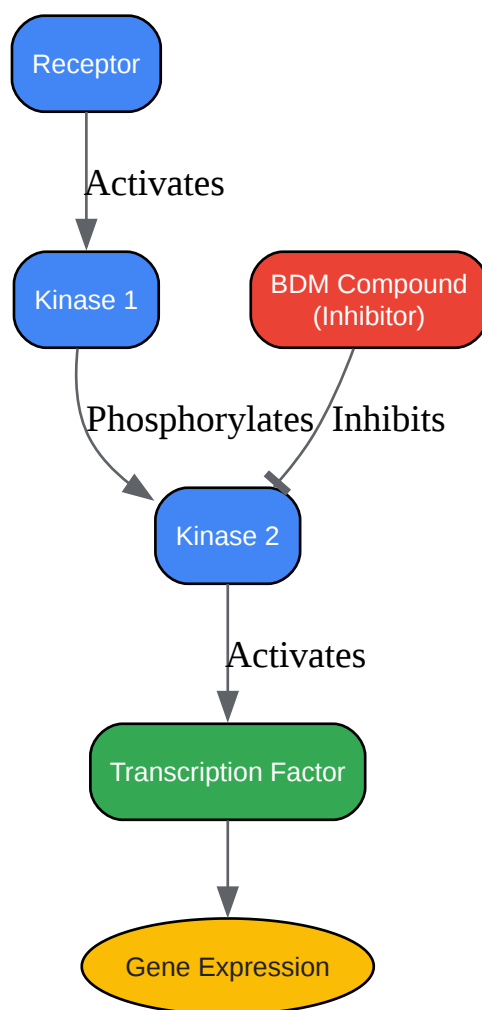 Receptor
Activates
Kinase 1
BDM Compound
(Inhibitor)
Phosphorylates
Inhibits
Kinase 2
Activates
Transcription Factor
Gene Expression